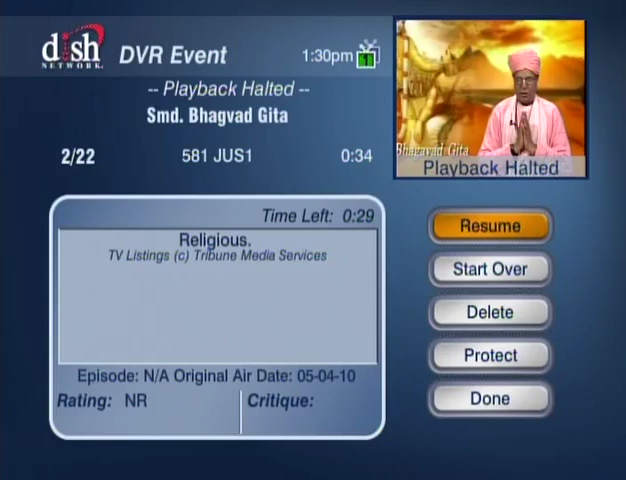 dish
NETWORK
DVR Event
1:30pm
1
-- Playback Halted --
Smd. Bhagvad Gita
2/22 581 JUS1 0:34
Bhagavad Gita
Playback Halted
Time Left: 0:29
Religious.
TV Listings (c) Tribune Media Services
Episode: N/A Original Air Date: 05-04-10
Rating: NR Critique:
Resume
Start Over
Delete
Protect
Done